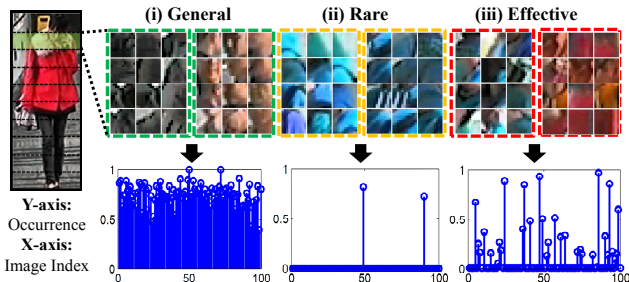 (i) General
(ii) Rare
(iii) Effective
Y-axis:
Occurrence
X-axis:
Image Index
1
0.5
0
0
50
100
1
0.5
0
0
50
100
1
0.5
0
0
50
100